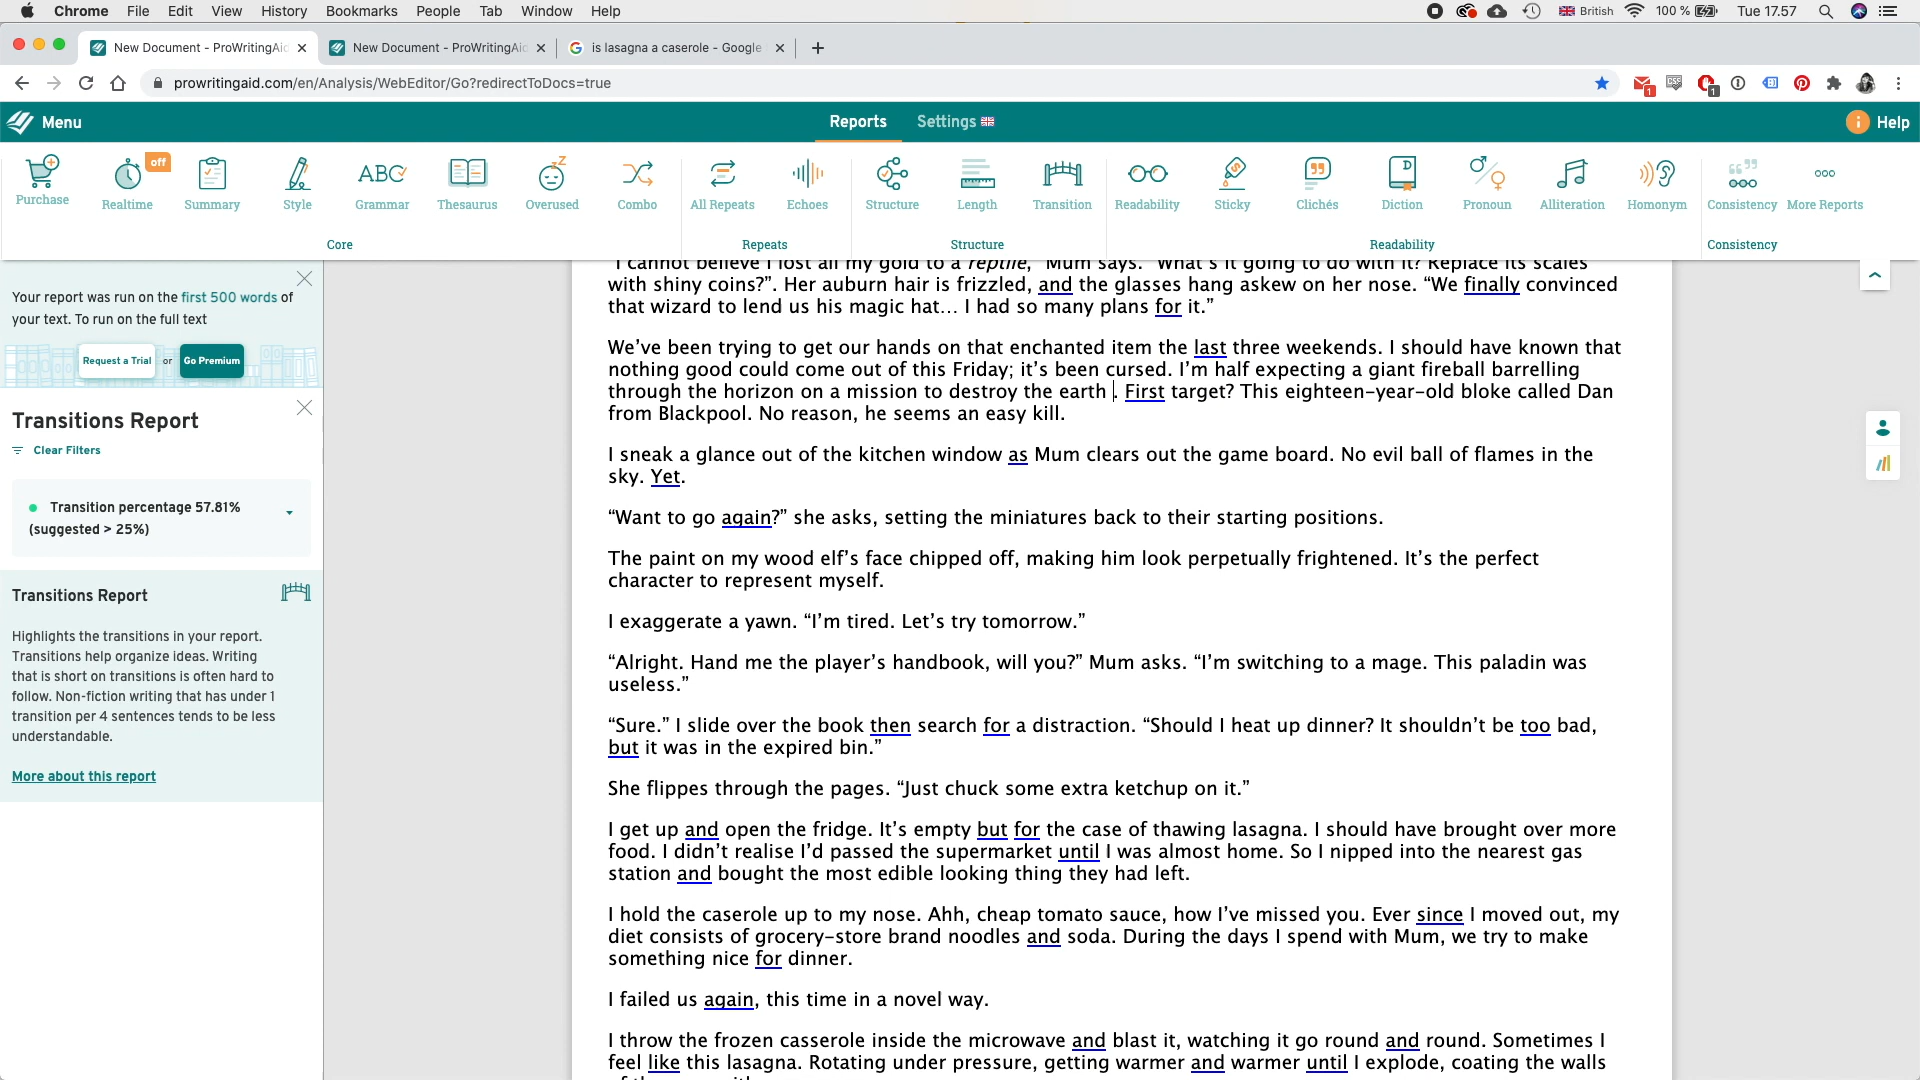 Chrome File Edit View History Bookmarks People Tab Window Help
British 100 % Tue 17.57
New Document - ProWritingAid
New Document - ProWritingAid
is lasagna a caserole - Google
prowritingaid.com/en/Analysis/WebEditor/Go?redirectToDocs=true
1
CSS
1
Menu
Reports
Settings
Help
off
ABC
Purchase
Realtime
Summary
Style
Grammar
Thesaurus
Overused
Combo
All Repeats
Echoes
Structure
Length
Transition
Readability
Sticky
Clichés
Diction
Pronoun
Alliteration
Homonym
Consistency
More Reports
Core
Repeats
Structure
Readability
Consistency
Your report was run on the first 500 words of
your text. To run on the full text
Request a Trial or Go Premium
Transitions Report
Clear Filters
Transition percentage 57.81%
(suggested > 25%)
Transitions Report
Highlights the transitions in your report.
Transitions help organize ideas. Writing
that is short on transitions is often hard to
follow. Non-fiction writing that has under 1
transition per 4 sentences tends to be less
understandable.
More about this report
“I cannot believe I lost all my gold to a reptile,” Mum says. “What’s it going to do with it? Replace its scales
with shiny coins?”. Her auburn hair is frizzled, and the glasses hang askew on her nose. “We finally convinced
that wizard to lend us his magic hat… I had so many plans for it.”
We’ve been trying to get our hands on that enchanted item the last three weekends. I should have known that
nothing good could come out of this Friday; it’s been cursed. I’m half expecting a giant fireball barrelling
through the horizon on a mission to destroy the earth . First target? This eighteen-year-old bloke called Dan
from Blackpool. No reason, he seems an easy kill.
I sneak a glance out of the kitchen window as Mum clears out the game board. No evil ball of flames in the
sky. Yet.
“Want to go again?” she asks, setting the miniatures back to their starting positions.
The paint on my wood elf’s face chipped off, making him look perpetually frightened. It’s the perfect
character to represent myself.
I exaggerate a yawn. “I’m tired. Let’s try tomorrow.”
“Alright. Hand me the player’s handbook, will you?” Mum asks. “I’m switching to a mage. This paladin was
useless.”
“Sure.” I slide over the book then search for a distraction. “Should I heat up dinner? It shouldn’t be too bad,
but it was in the expired bin.”
She flippes through the pages. “Just chuck some extra ketchup on it.”
I get up and open the fridge. It’s empty but for the case of thawing lasagna. I should have brought over more
food. I didn’t realise I’d passed the supermarket until I was almost home. So I nipped into the nearest gas
station and bought the most edible looking thing they had left.
I hold the caserole up to my nose. Ahh, cheap tomato sauce, how I’ve missed you. Ever since I moved out, my
diet consists of grocery-store brand noodles and soda. During the days I spend with Mum, we try to make
something nice for dinner.
I failed us again, this time in a novel way.
I throw the frozen casserole inside the microwave and blast it, watching it go round and round. Sometimes I
feel like this lasagna. Rotating under pressure, getting warmer and warmer until I explode, coating the walls